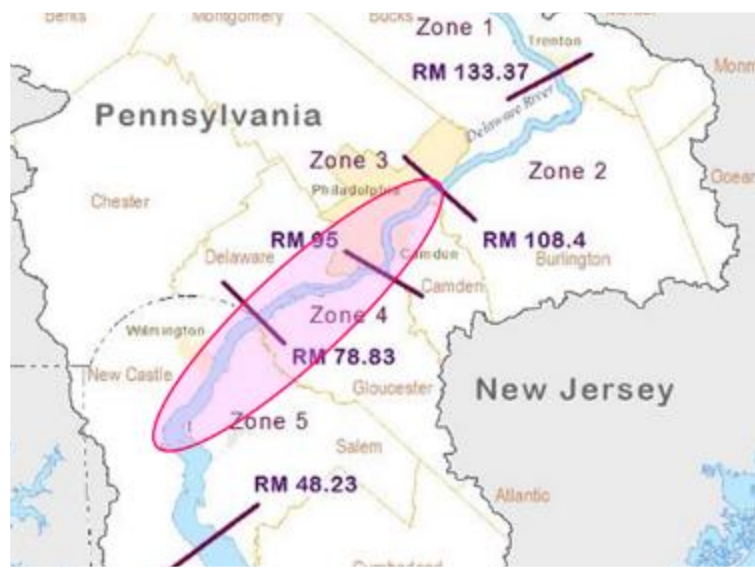 Berks
Montgomery
Bucks
Zone 1
Trenton
RM 133.37
Pennsylvania
Delaware River
Zone 3
Philadelphia
Zone 2
Chester
RM 95
RM 108.4
Delaware
Camden
Burlington
Camden
Zone 4
Wilmington
RM 78.83
New Castle
Gloucester
New Jersey
Zone 5
Salem
RM 48.23
Atlantic